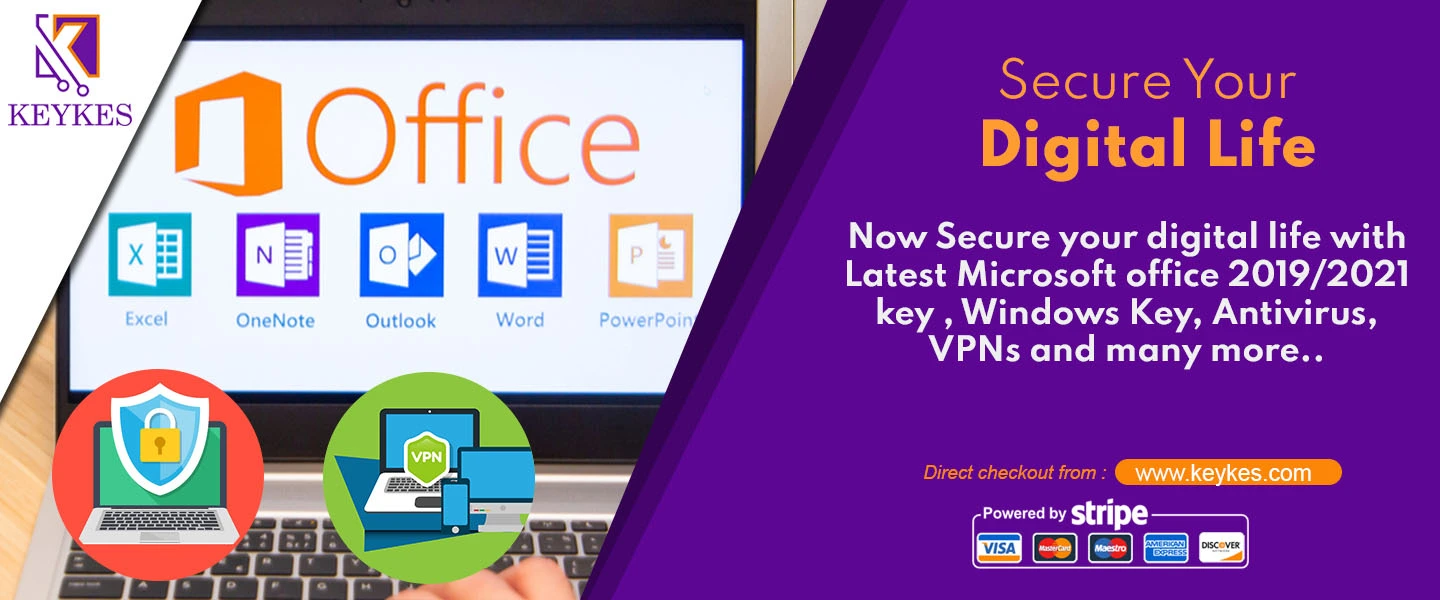 KEYKES
Office
Excel
OneNote
Outlook
Word
PowerPoint
VPN
Secure Your
Digital Life
Now Secure your digital life with
Latest Microsoft office 2019/2021
key , Windows Key, Antivirus,
VPNs and many more..
Direct checkout from : www.keykes.com
Powered by stripe
VISA MasterCard Maestro AMERICAN EXPRESS DISCOVER